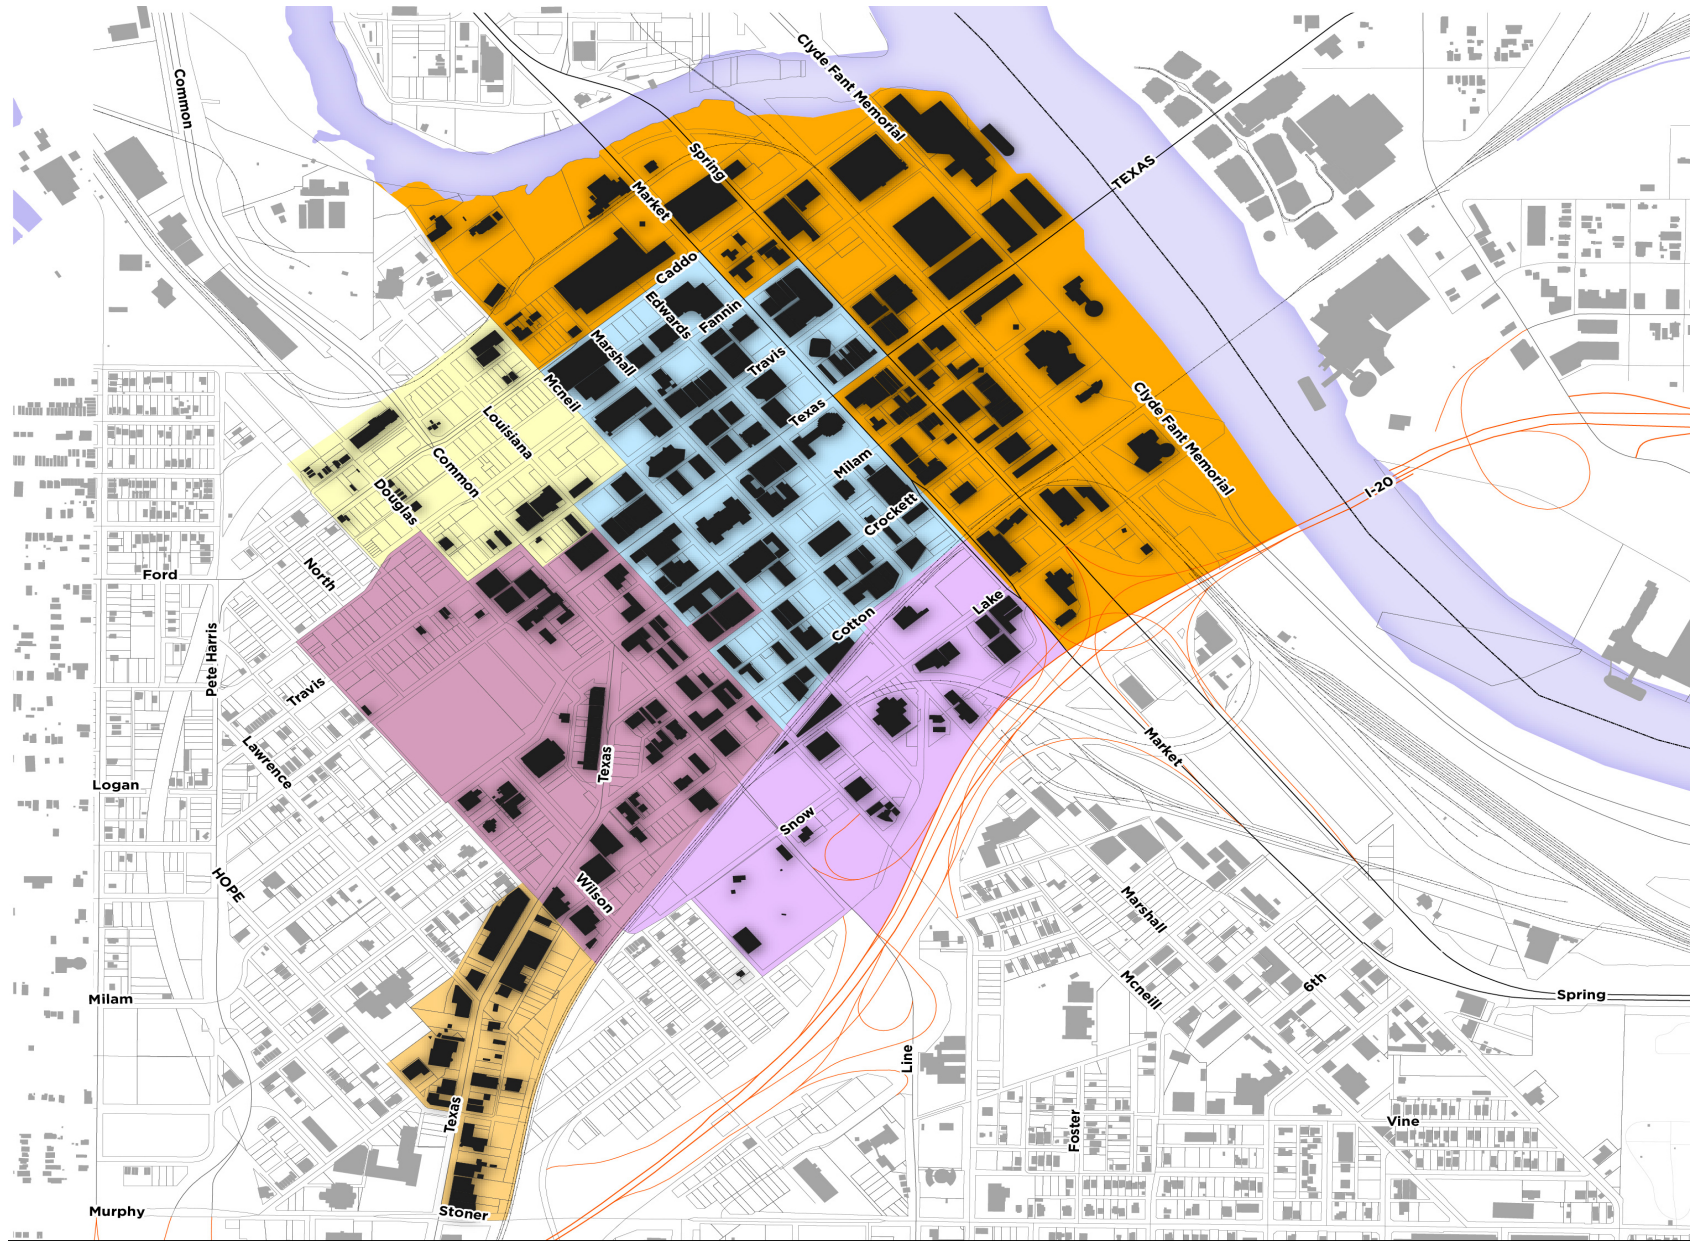 Common
Clyde Fant Memorial
Spring
Market
TEXAS
Caddo
Edwards
Fannin
Marshall
Travis
Mcneil
Texas
Louisiana
Common
Douglas
Milam
Crockett
Clyde Fant Memorial
I-20
North
Ford
Pete Harris
Travis
Lawrence
Logan
Cotton
Lake
Texas
Market
Snow
HOPE
Wilson
Marshall
Mcneill
6th
Milam
Spring
Line
Texas
Foster
Vine
Murphy
Stoner